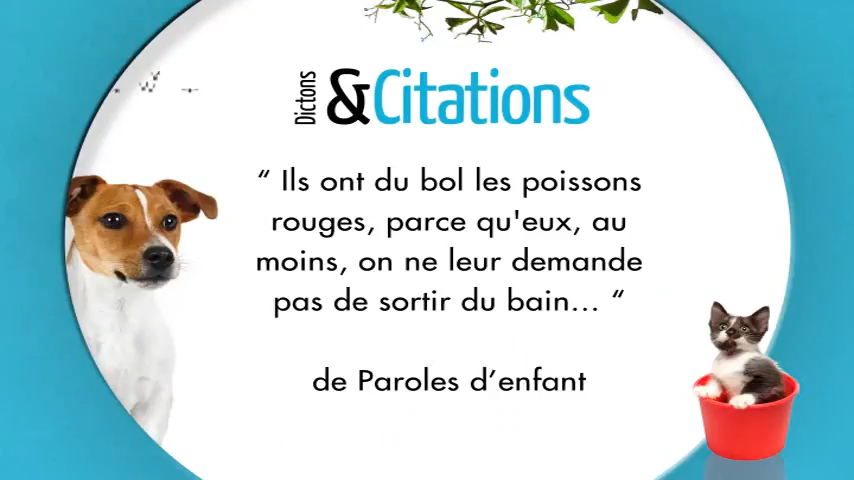 Dictons
&Citations
“ Ils ont du bol les poissons
rouges, parce qu'eux, au
moins, on ne leur demande
pas de sortir du bain... “
de Paroles d’enfant